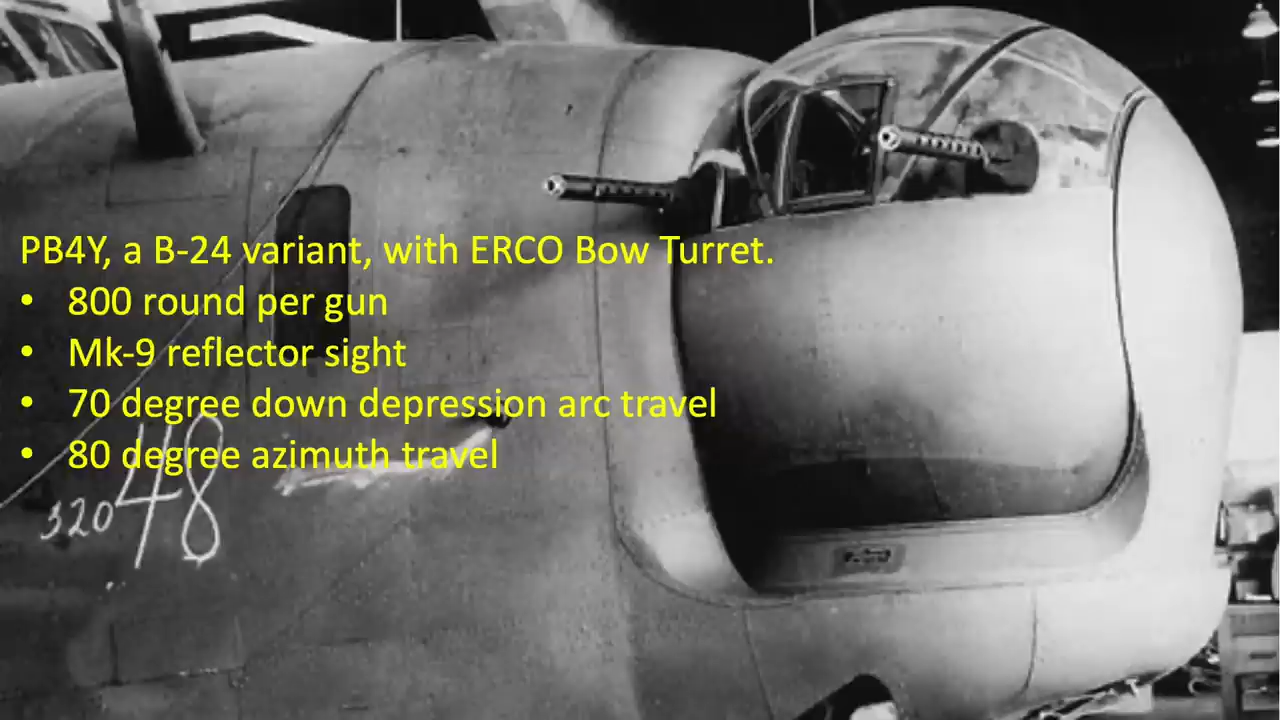 PB4Y, a B-24 variant, with ERCO Bow Turret.
• 800 round per gun
• Mk-9 reflector sight
• 70 degree down depression arc travel
• 80 degree azimuth travel
32048